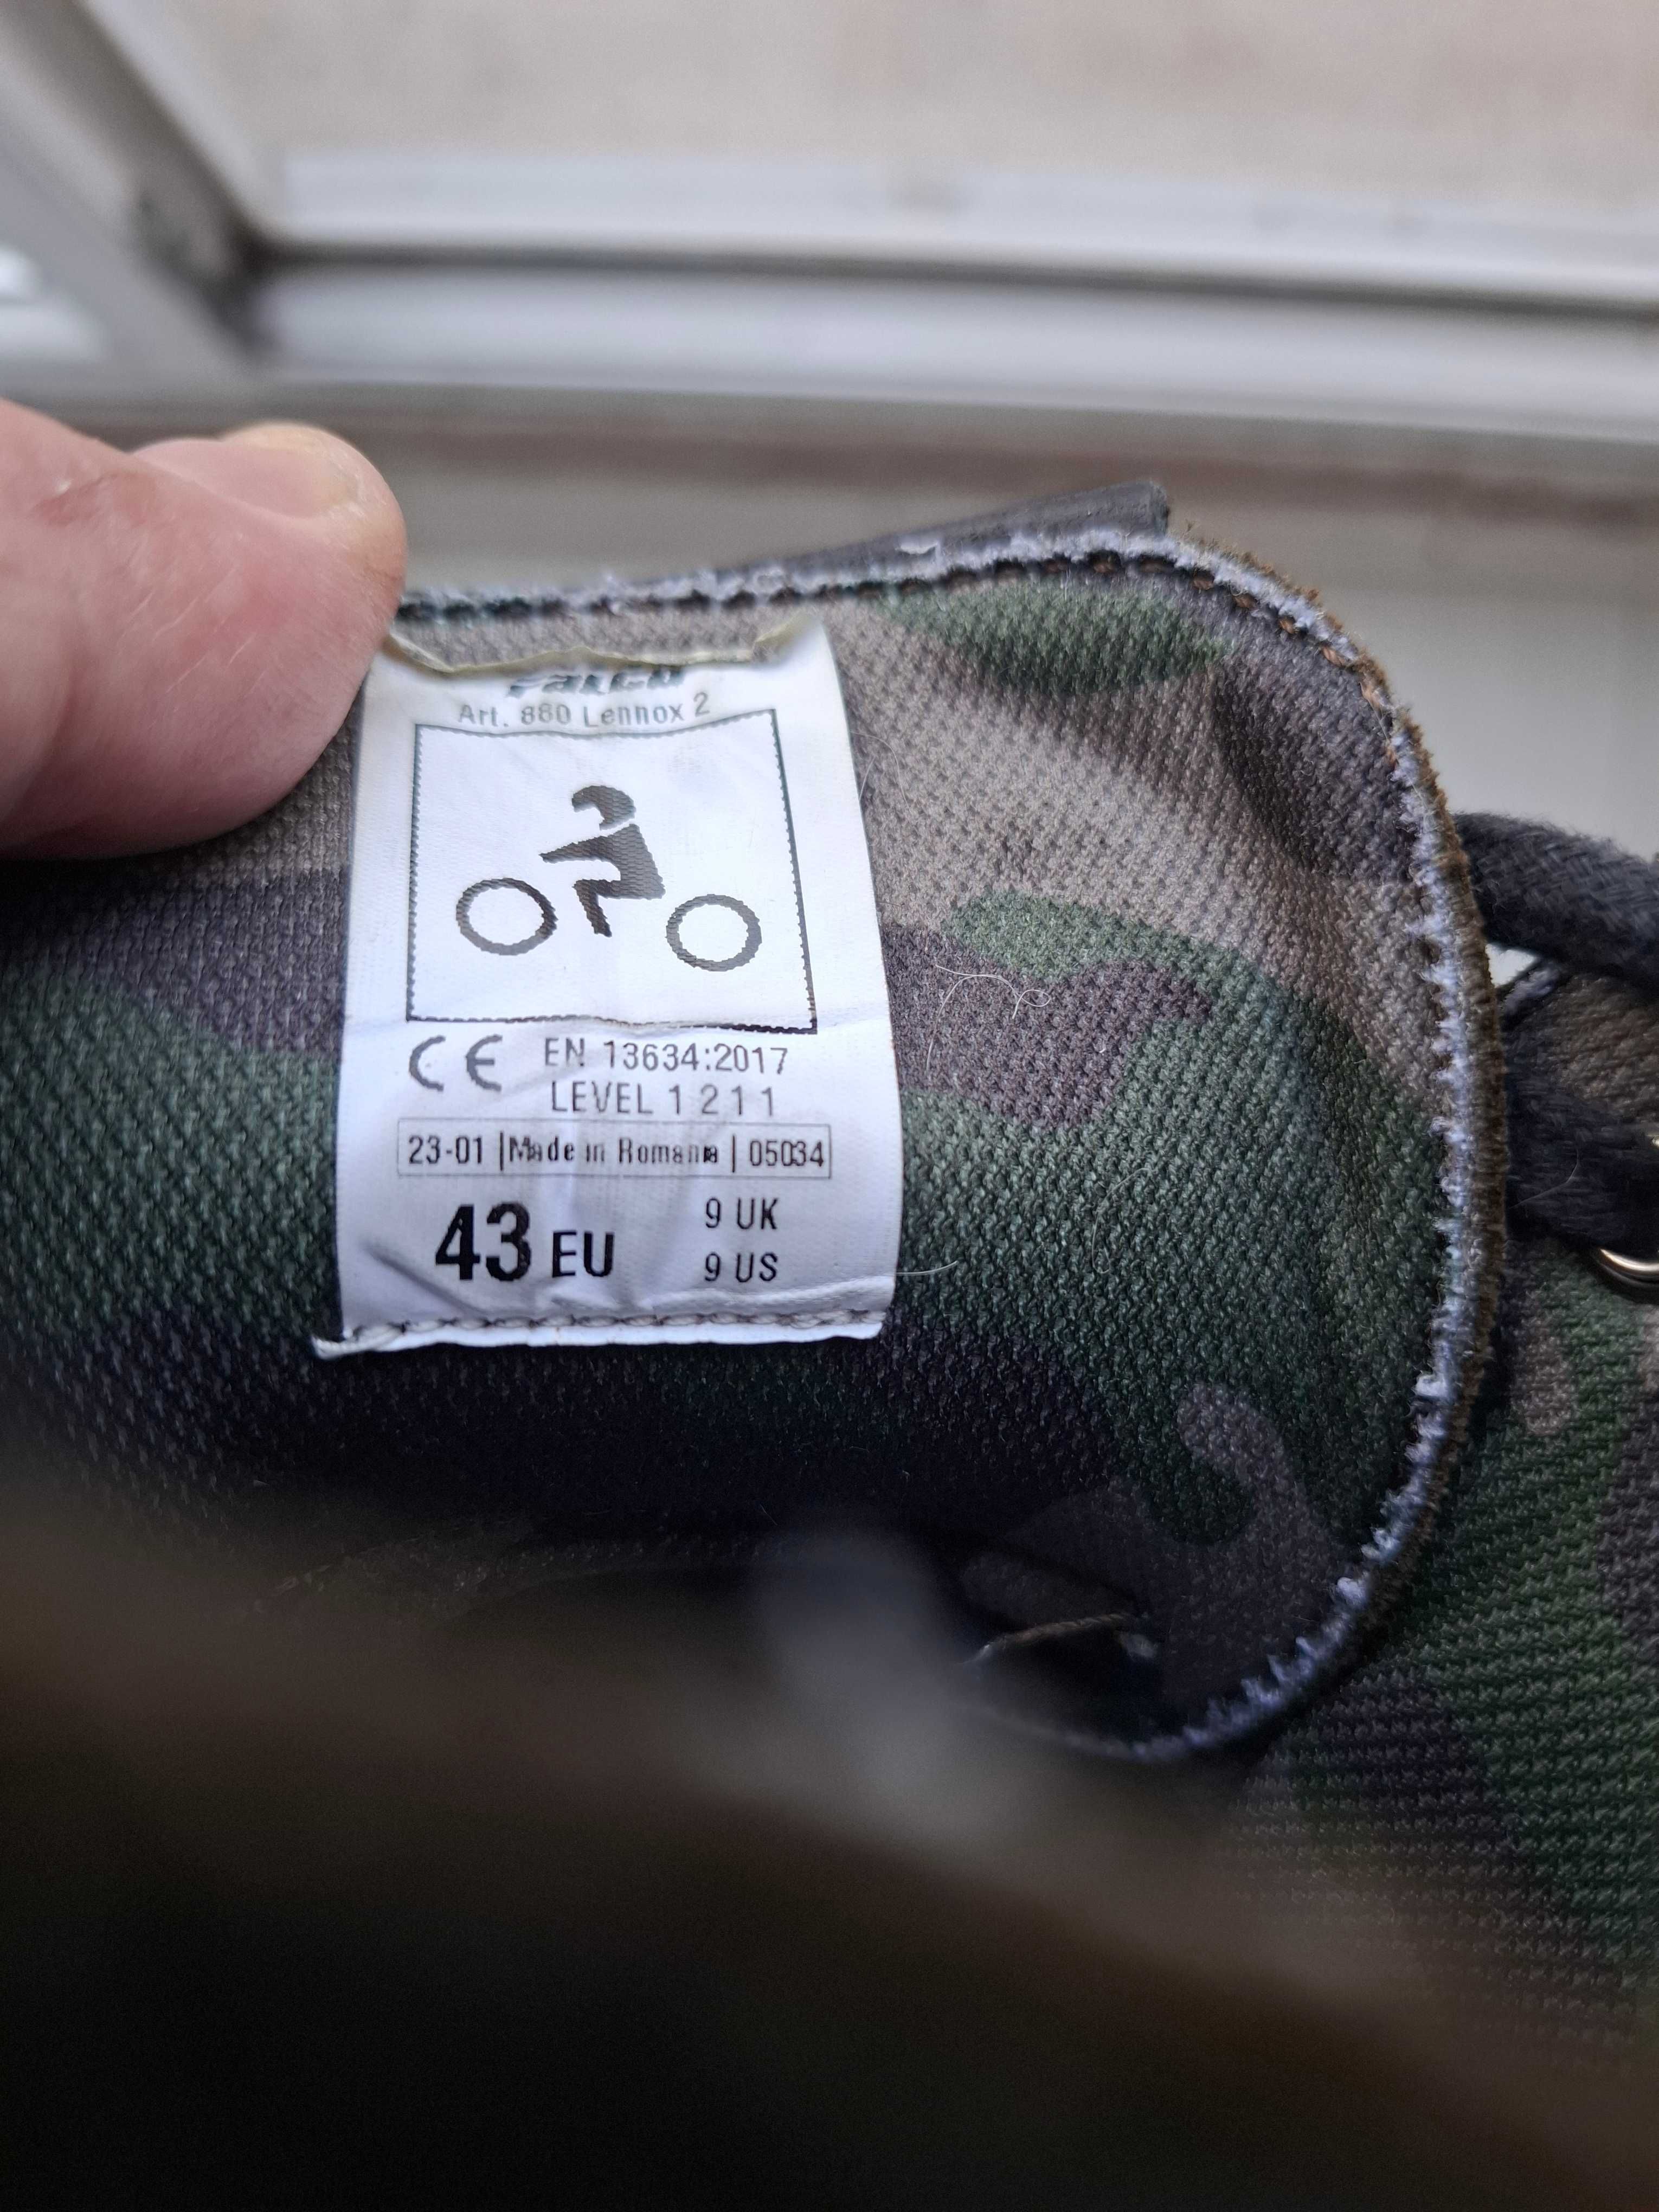 FALCO
Art. 880 Lennox 2
CE EN 13634:2017
LEVEL 1 2 1 1
23-01 | Made in Romania | 05034
43 EU
9 UK
9 US